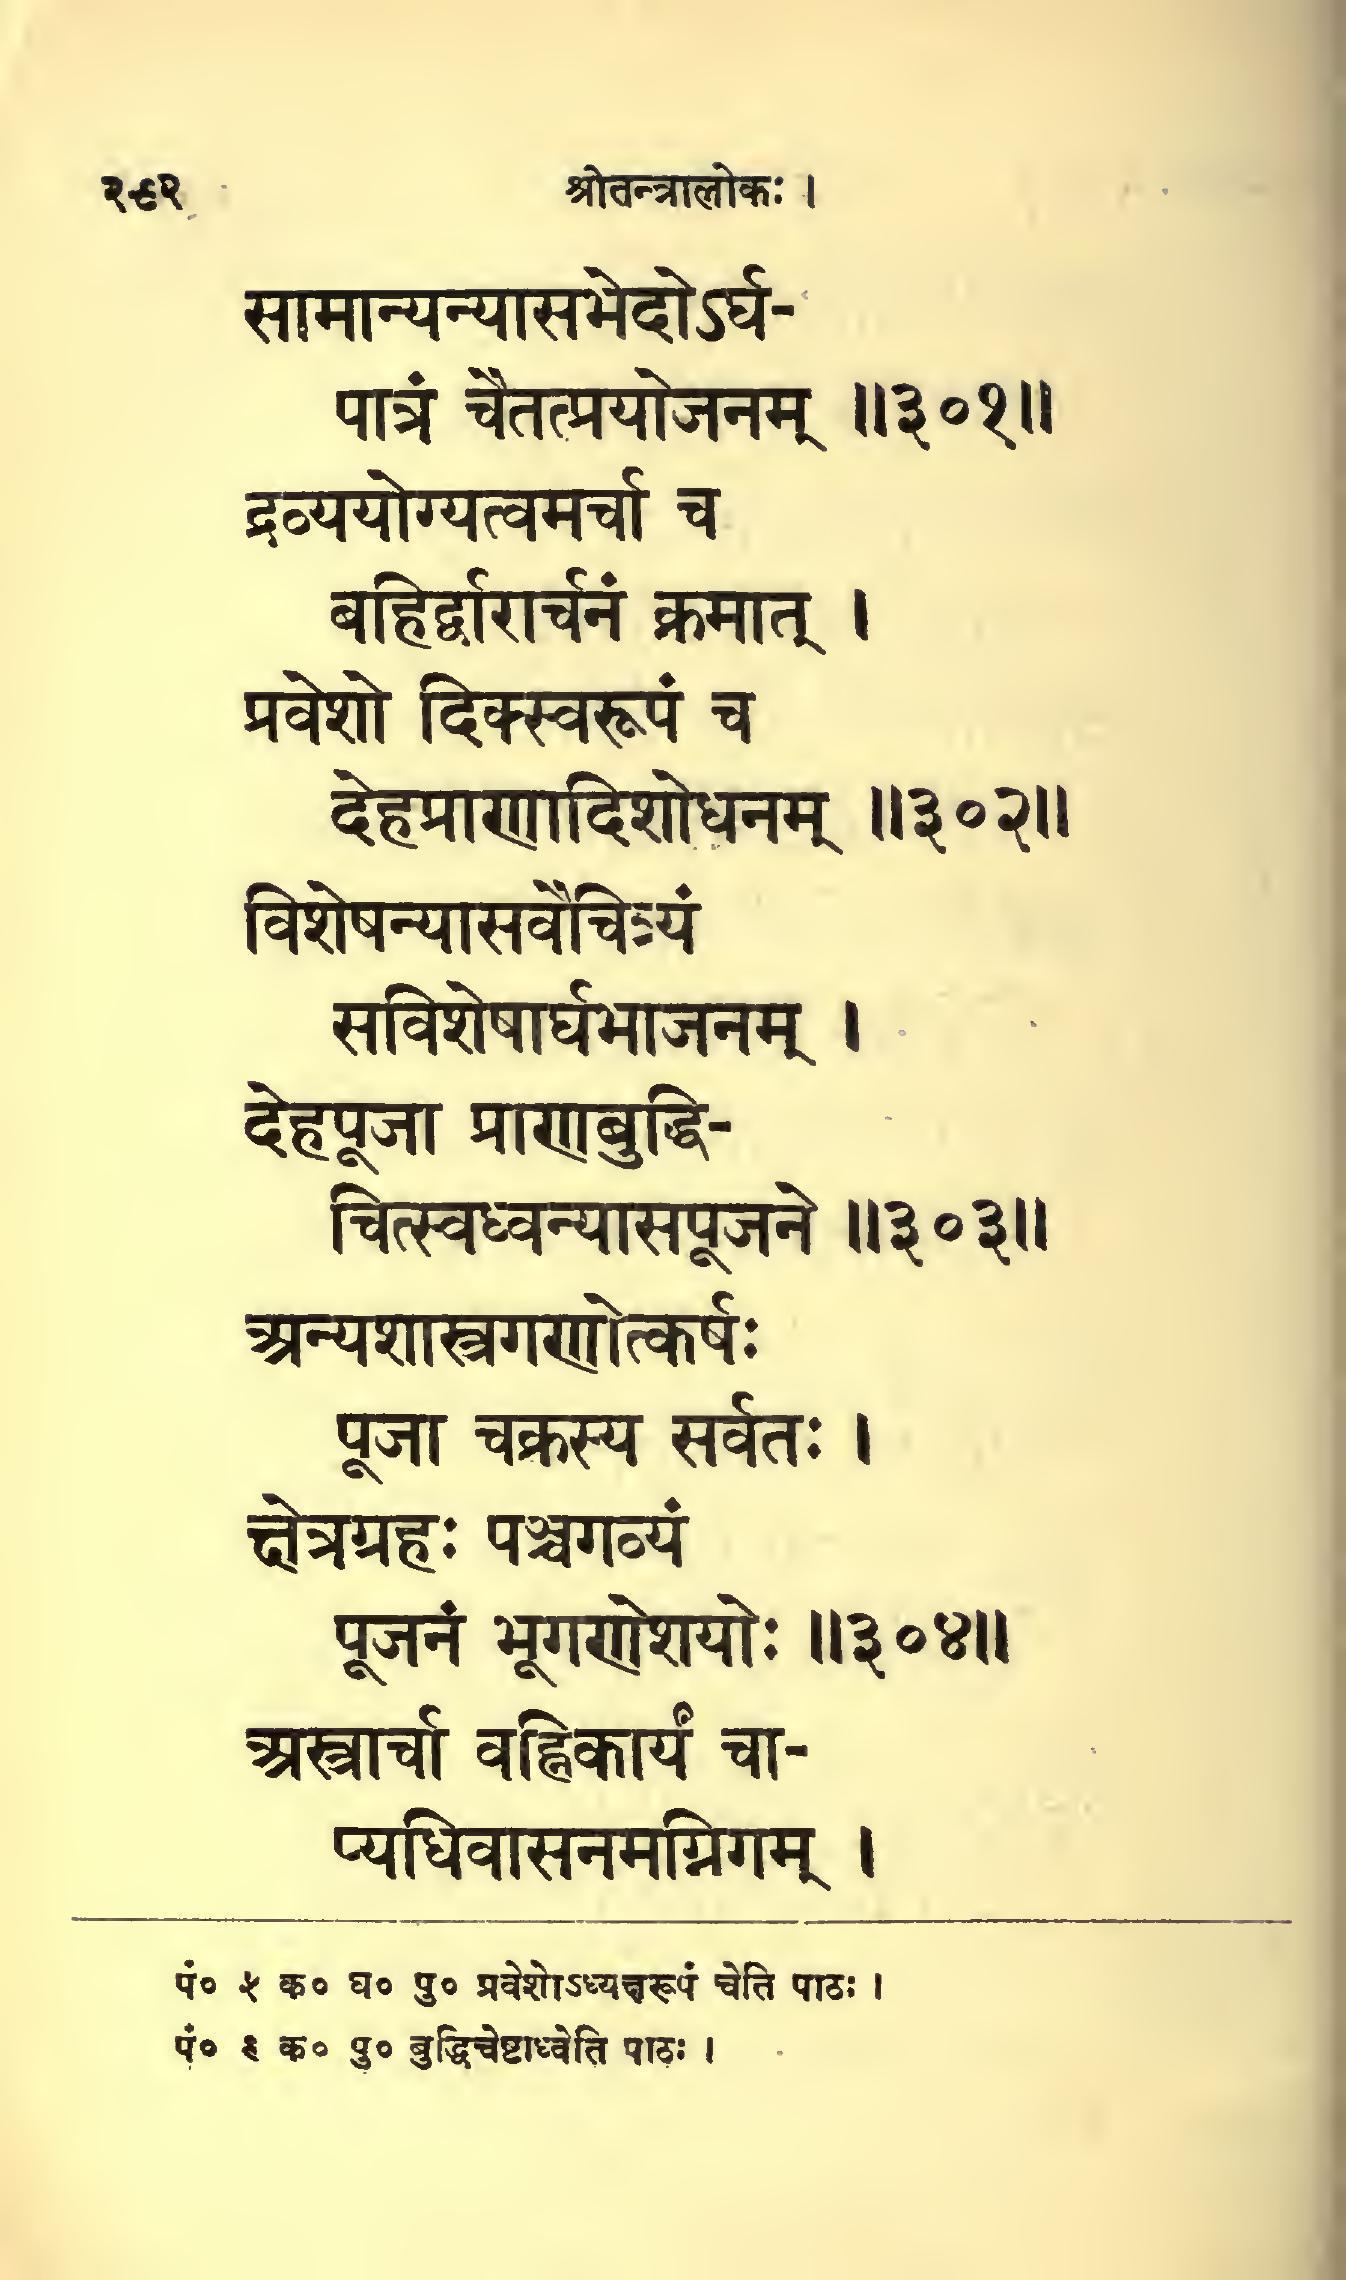 २९२ श्रीतन्त्रालोकः ।
सामान्यन्यासभेदोऽर्घ-
पात्रं चैतत्प्रयोजनम् ॥३०१॥
द्रव्ययोग्यत्वमर्चा च
बहिर्द्वारार्चनं क्रमात् ।
प्रवेशो दिक्स्वरूपं च
देहप्राणादिशोधनम् ॥३०२॥
विशेषन्यासवैचित्र्यं
सविशेषार्घभाजनम् ।
देहपूजा प्राणबुद्धि-
चित्स्वध्वन्यासपूजने ॥३०३॥
अन्यशास्त्रगणोत्कर्षः
पूजा चक्रस्य सर्वतः ।
क्षेत्रग्रहः पञ्चगव्यं
पूजनं भूगणेशयोः ॥३०४॥
अस्त्रार्चा वह्निकार्यं चा-
प्यधिवासनमग्निगम् ।
पं० ५ क० घ० पु० प्रवेशोऽध्यक्षरूपं चेति पाठः ।
पं० ९ क० पु० बुद्धिचेष्टाध्वेति पाठः ।